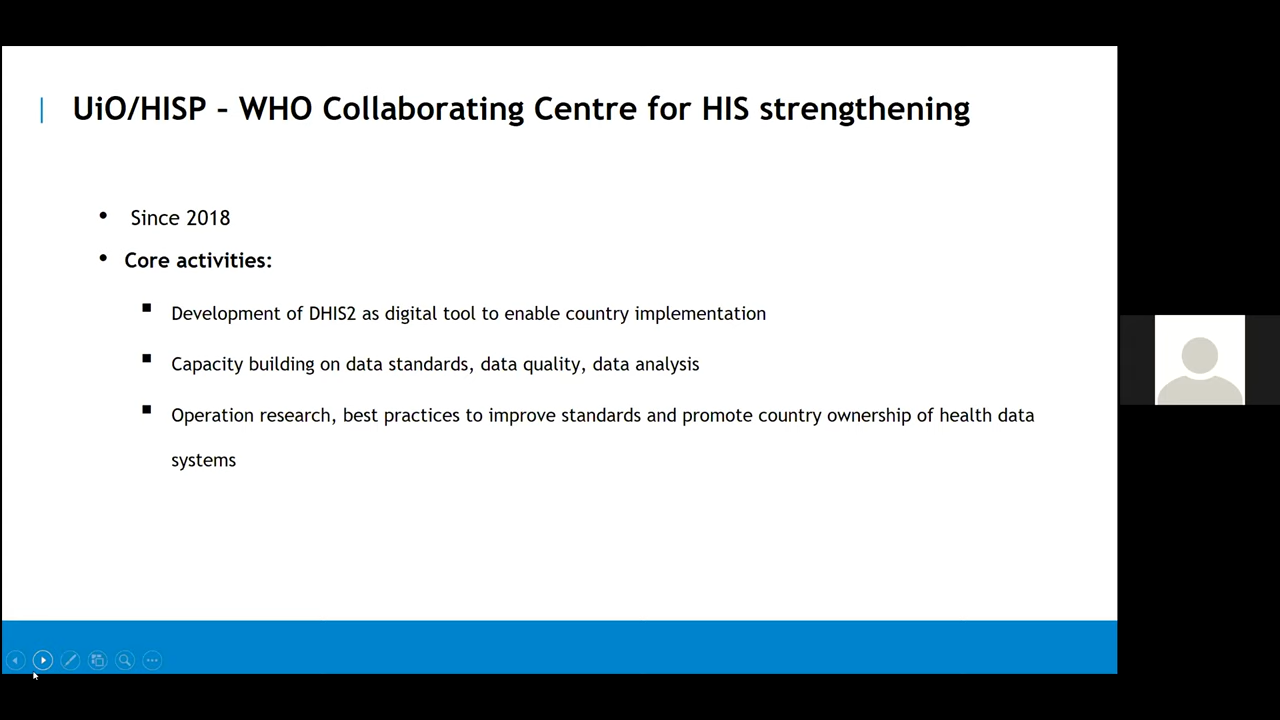 UiO/HISP – WHO Collaborating Centre for HIS strengthening
• Since 2018
• Core activities:
▪ Development of DHIS2 as digital tool to enable country implementation
▪ Capacity building on data standards, data quality, data analysis
▪ Operation research, best practices to improve standards and promote country ownership of health data
systems